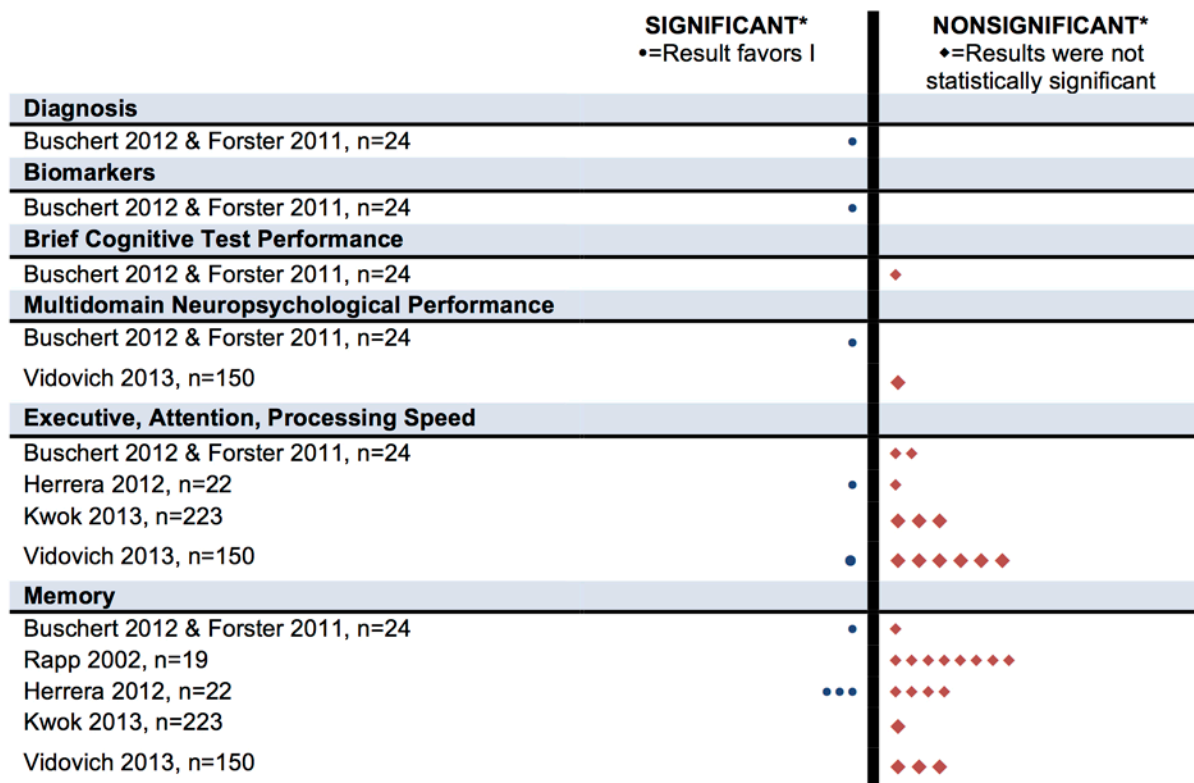 SIGNIFICANT*
•=Result favors I
NONSIGNIFICANT*
◆=Results were not
statistically significant
Diagnosis
Buschert 2012 & Forster 2011, n=24
Biomarkers
Buschert 2012 & Forster 2011, n=24
Brief Cognitive Test Performance
Buschert 2012 & Forster 2011, n=24
Multidomain Neuropsychological Performance
Buschert 2012 & Forster 2011, n=24
Vidovich 2013, n=150
Executive, Attention, Processing Speed
Buschert 2012 & Forster 2011, n=24
Herrera 2012, n=22
Kwok 2013, n=223
Vidovich 2013, n=150
Memory
Buschert 2012 & Forster 2011, n=24
Rapp 2002, n=19
Herrera 2012, n=22
Kwok 2013, n=223
Vidovich 2013, n=150